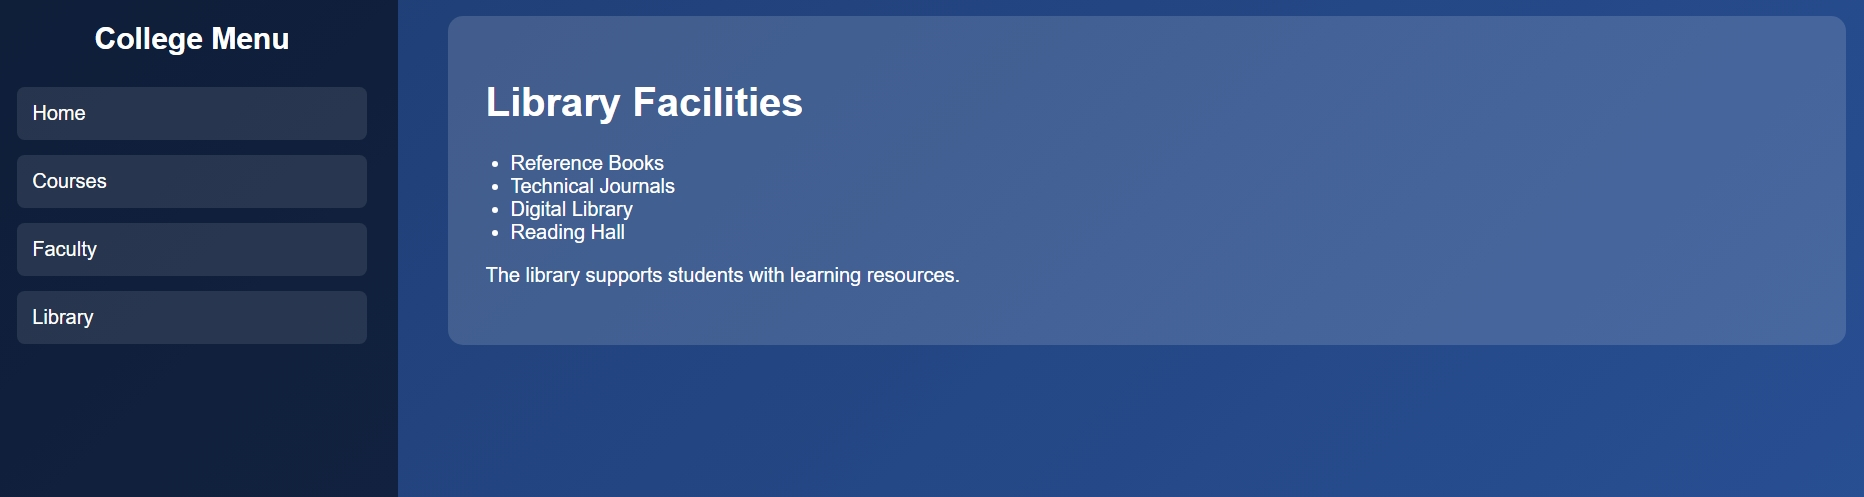 College Menu
Home
Courses
Faculty
Library
Library Facilities
Reference Books
Technical Journals
Digital Library
Reading Hall
The library supports students with learning resources.